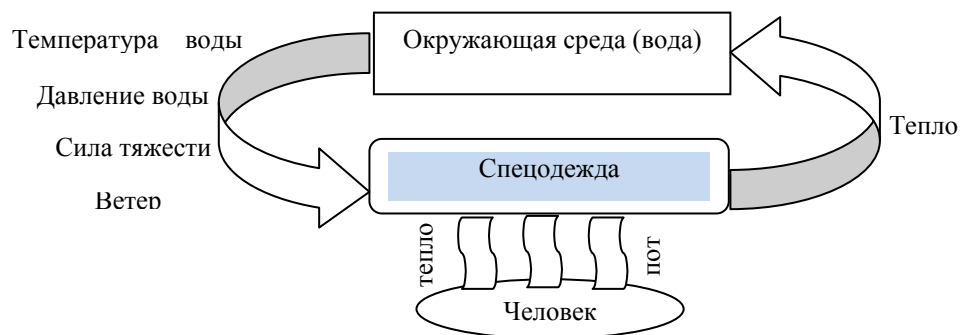 Температура воды
Окружающая среда (вода)
Давление воды
Тепло
Сила тяжести
Спецодежда
Ветер
тепло
пот
Человек